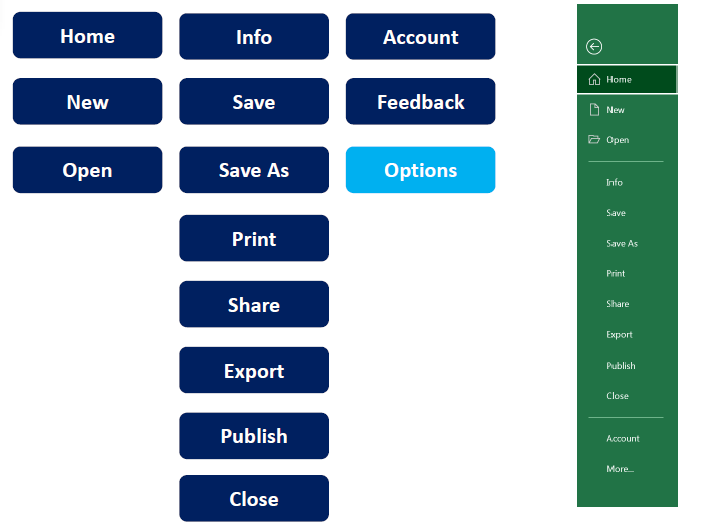 Home
New
Open
Info
Save
Save As
Print
Share
Export
Publish
Close
Account
Feedback
Options
Home
New
Open
Info
Save
Save As
Print
Share
Export
Publish
Close
Account
More...